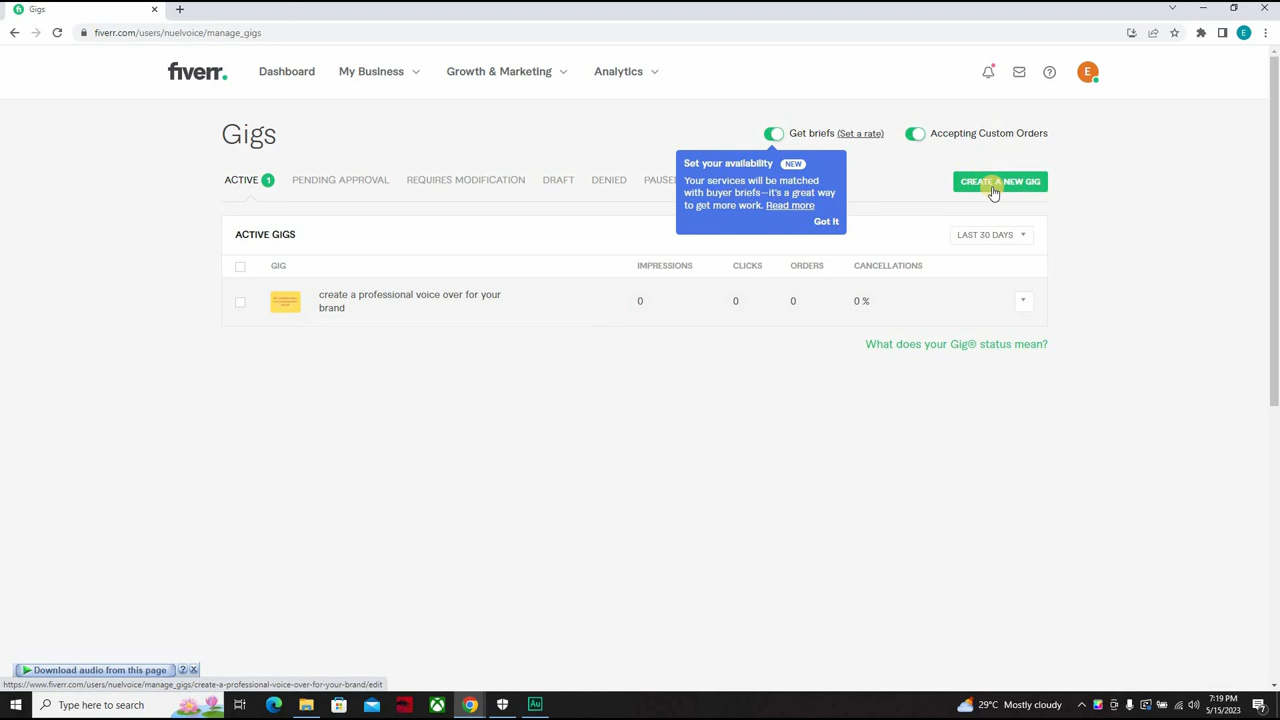 Gigs
fiverr.com/users/nuelvoice/manage_gigs
E
fiverr.
Dashboard
My Business
Growth & Marketing
Analytics
E
Gigs
Get briefs (Set a rate)
Accepting Custom Orders
Set your availability NEW
Your services will be matched
with buyer briefs—it's a great way
to get more work. Read more
Got It
ACTIVE 1
PENDING APPROVAL
REQUIRES MODIFICATION
DRAFT
DENIED
CREATE A NEW GIG
ACTIVE GIGS
LAST 30 DAYS
GIG
IMPRESSIONS
CLICKS
ORDERS
CANCELLATIONS
create a professional voice over for your
brand
0
0
0
0 %
What does your Gig® status mean?
Download audio from this page ? X
https://www.fiverr.com/users/nuelvoice/manage_gigs/create-a-professional-voice-over-for-your-brand/edit
Type here to search
Au
29°C Mostly cloudy
7:19 PM
5/15/2023